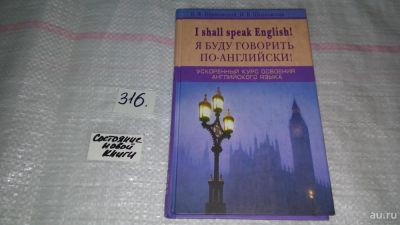 I shall speak English!
Я БУДУ ГОВОРИТЬ
ПО-АНГЛИЙСКИ!
УСКОРЕННЫЙ КУРС ОСВОЕНИЯ
АНГЛИЙСКОГО ЯЗЫКА
316.
Состояние
новой
книги
au.ru